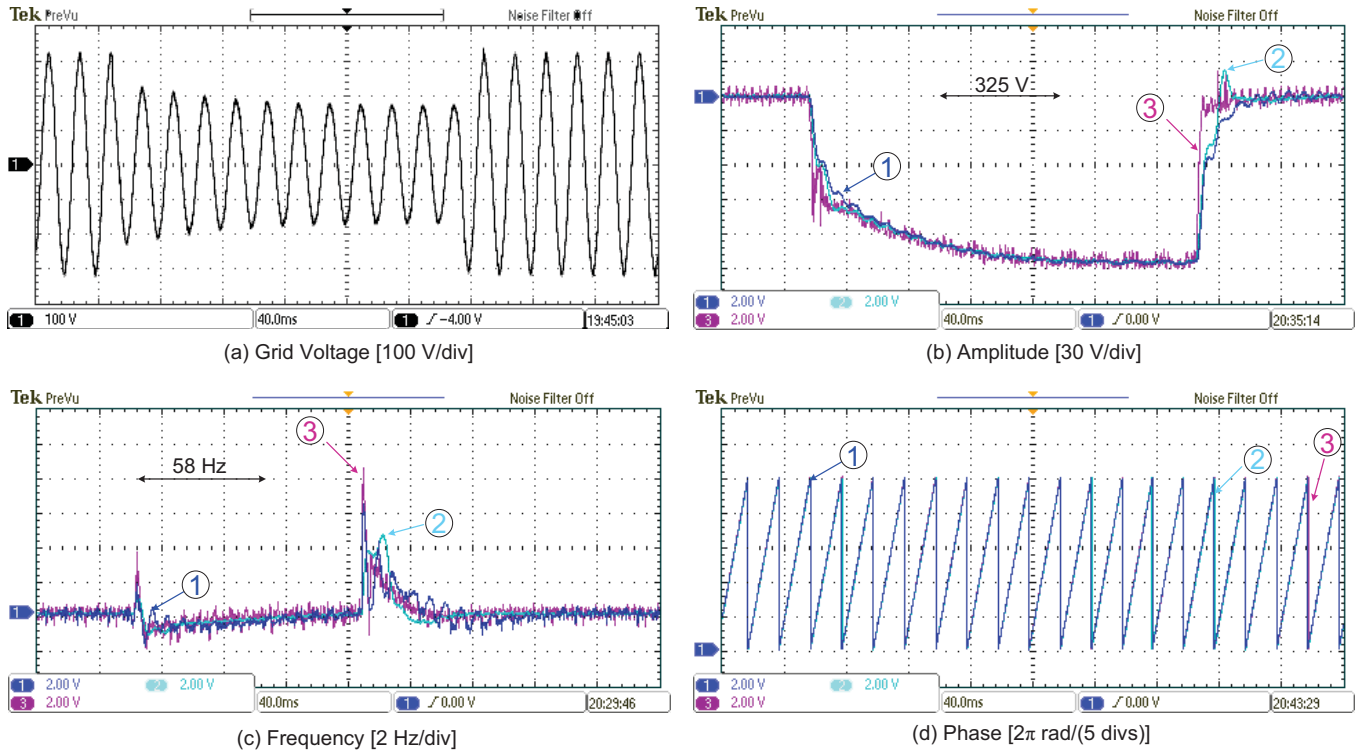 Tek PreVu Noise Filter Off
1
1 100 V 40.0ms 1 ƒ −4.00 V 19:45:03
(a) Grid Voltage [100 V/div]
Tek PreVu Noise Filter Off
325 V
1
2
3
1
1 2.00 V 2 2.00 V
3 2.00 V 40.0ms 1 ƒ 0.00 V 20:35:14
(b) Amplitude [30 V/div]
Tek PreVu Noise Filter Off
3
58 Hz
2
1
1
1 2.00 V 2 2.00 V
3 2.00 V 40.0ms 1 ƒ 0.00 V 20:29:46
(c) Frequency [2 Hz/div]
Tek PreVu Noise Filter Off
1
2
3
1
1 2.00 V 2 2.00 V
3 2.00 V 40.0ms 1 ƒ 0.00 V 20:43:29
(d) Phase [2π rad/(5 divs)]